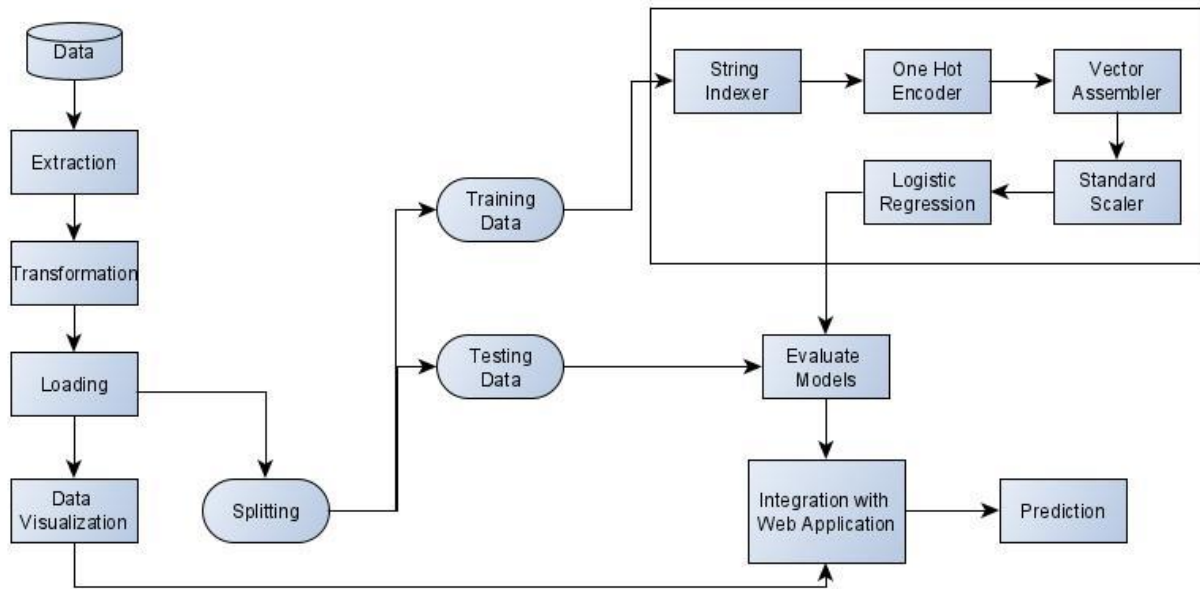 Data
Extraction
Transformation
Loading
Data
Visualization
Splitting
Training
Data
Testing
Data
String
Indexer
One Hot
Encoder
Vector
Assembler
Standard
Scaler
Logistic
Regression
Evaluate
Models
Integration with
Web Application
Prediction